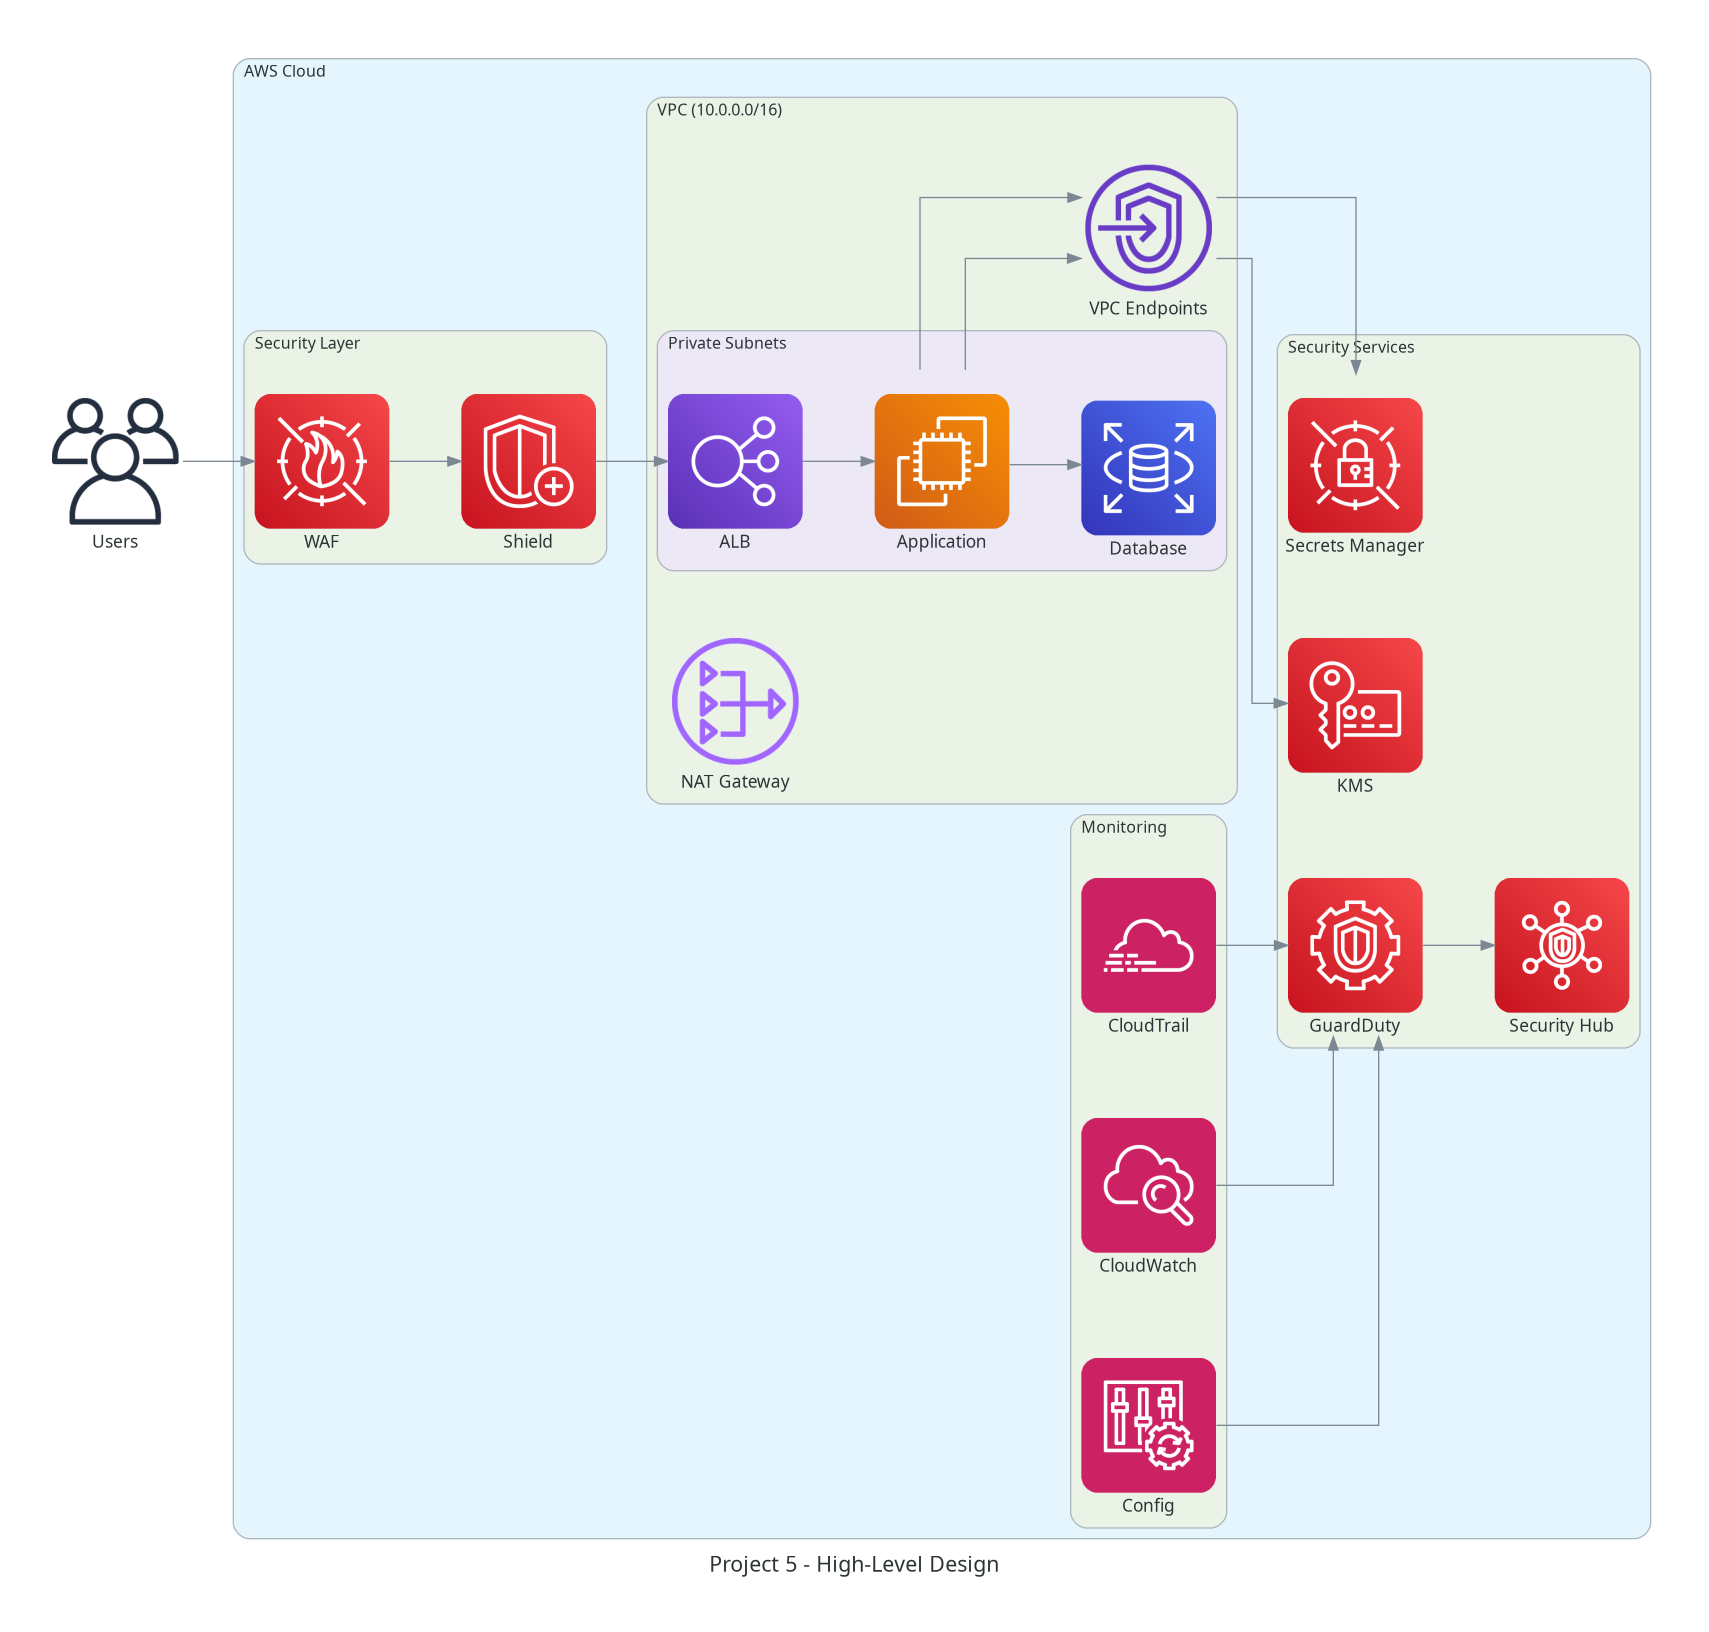 AWS Cloud
VPC (10.0.0.0/16)
VPC Endpoints
Security Layer
Private Subnets
Security Services
Users
WAF
Shield
ALB
Application
Database
Secrets Manager
NAT Gateway
KMS
Monitoring
CloudTrail
GuardDuty
Security Hub
CloudWatch
Config
Project 5 - High-Level Design